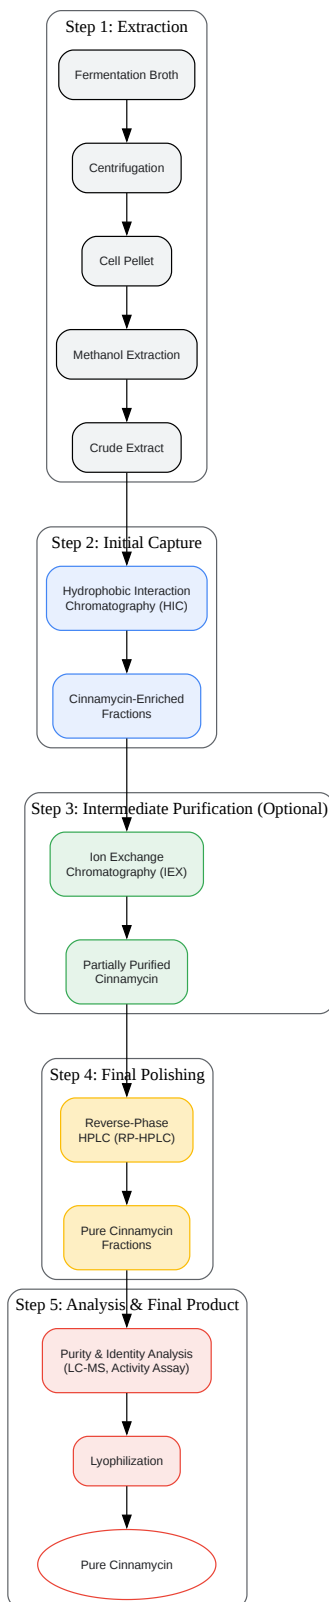 Step 1: Extraction
Fermentation Broth
Centrifugation
Cell Pellet
Methanol Extraction
Crude Extract
Step 2: Initial Capture
Hydrophobic Interaction
Chromatography (HIC)
Cinnamycin-Enriched
Fractions
Step 3: Intermediate Purification (Optional)
Ion Exchange
Chromatography (IEX)
Partially Purified
Cinnamycin
Step 4: Final Polishing
Reverse-Phase
HPLC (RP-HPLC)
Pure Cinnamycin
Fractions
Step 5: Analysis & Final Product
Purity & Identity Analysis
(LC-MS, Activity Assay)
Lyophilization
Pure Cinnamycin